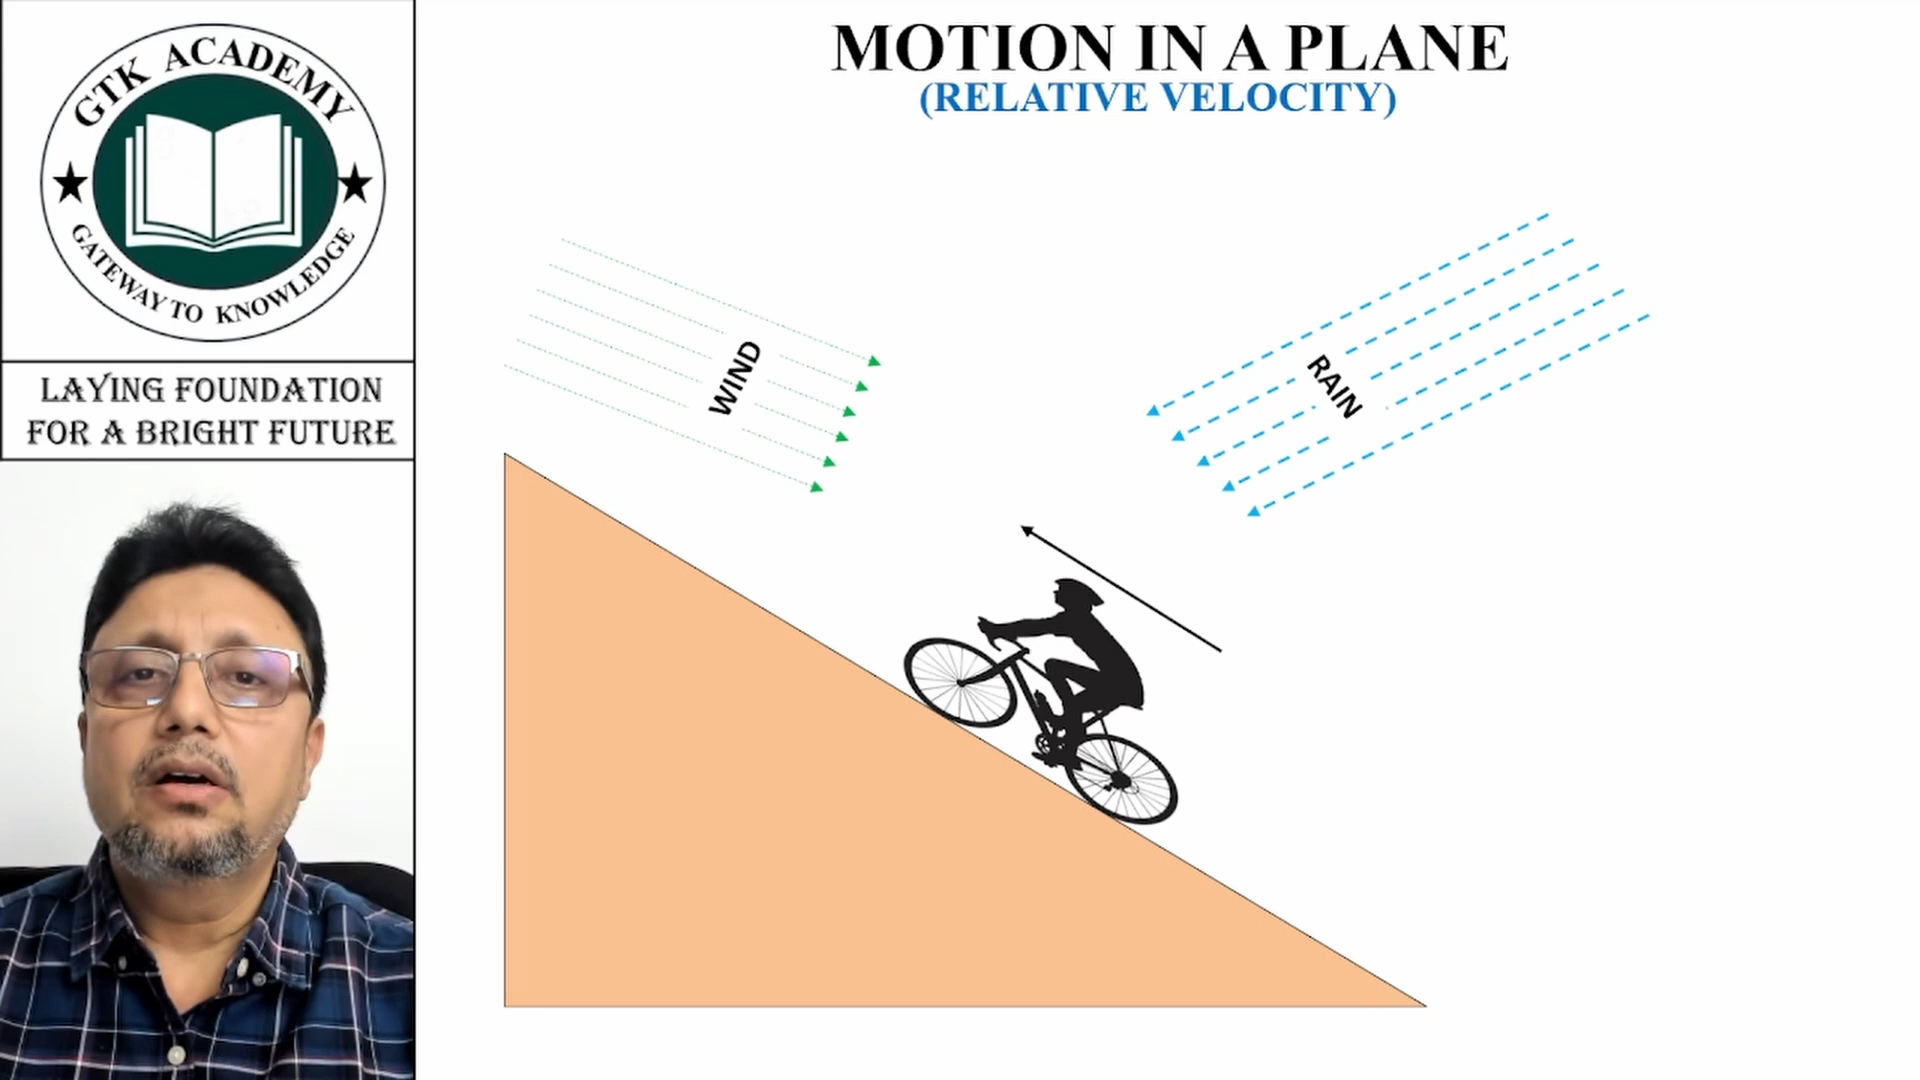 GTK ACADEMY
GATEWAY TO KNOWLEDGE
LAYING FOUNDATION
FOR A BRIGHT FUTURE
MOTION IN A PLANE
(RELATIVE VELOCITY)
WIND
RAIN